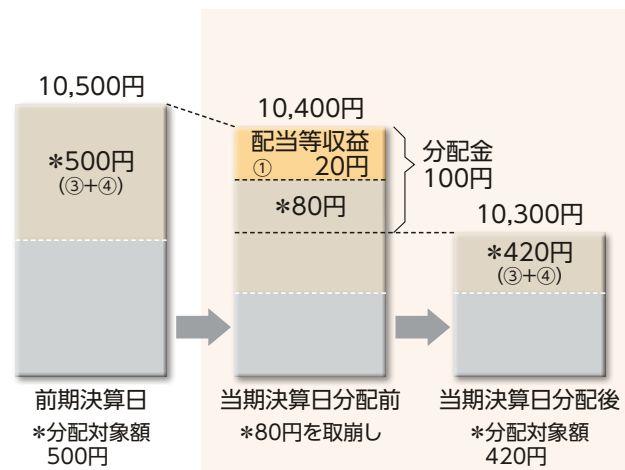 10,500円
*500円
(③+④)
前期決算日
*分配対象額
500円
10,400円
配当等収益
① 20円
*80円
分配金
100円
当期決算日分配前
*80円を取崩し
10,300円
*420円
(③+④)
当期決算日分配後
*分配対象額
420円